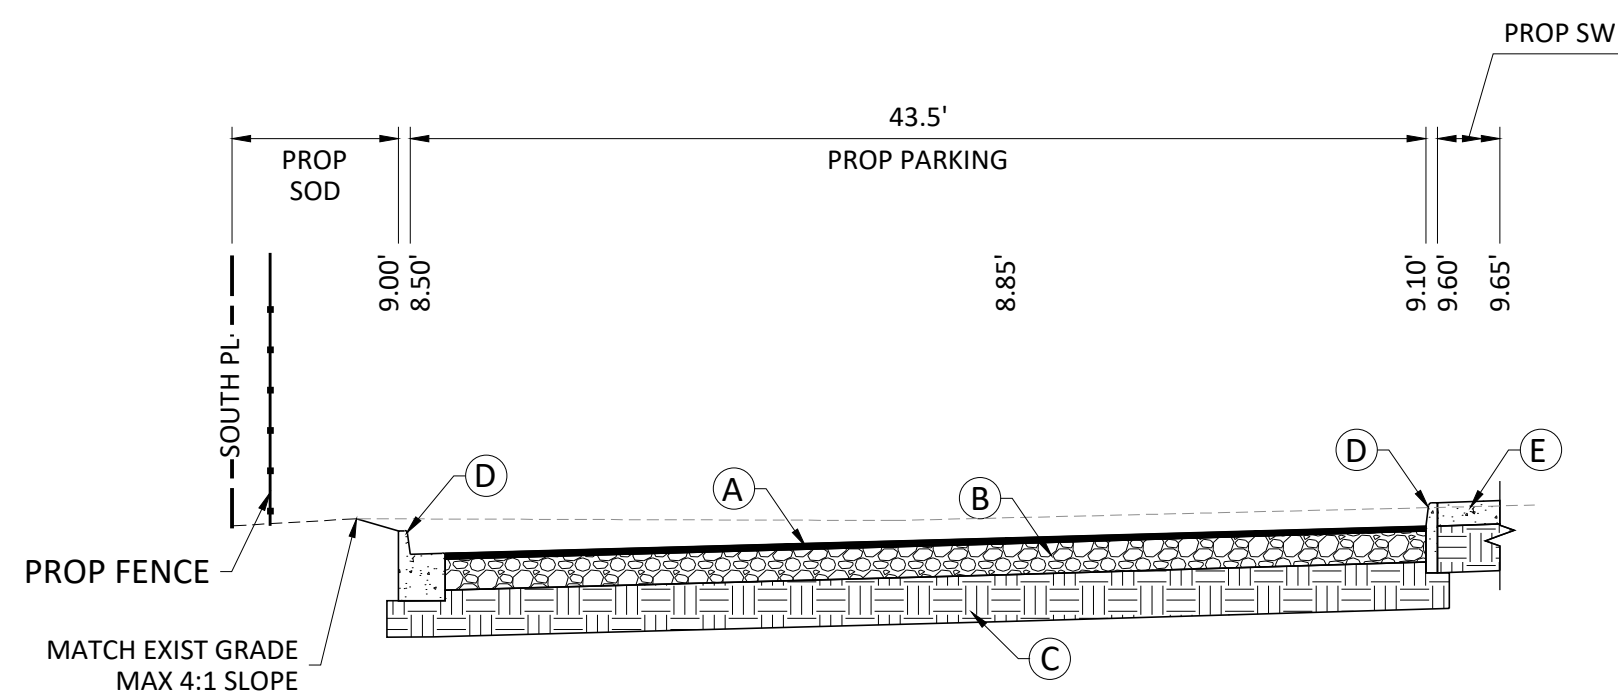 PROP SW
43.5'
PROP
SOD
PROP PARKING
9.00'
8.50'
8.85'
9.10'
9.60'
9.65'
SOUTH PL
D
A
B
D
E
PROP FENCE
MATCH EXIST GRADE
MAX 4:1 SLOPE
C